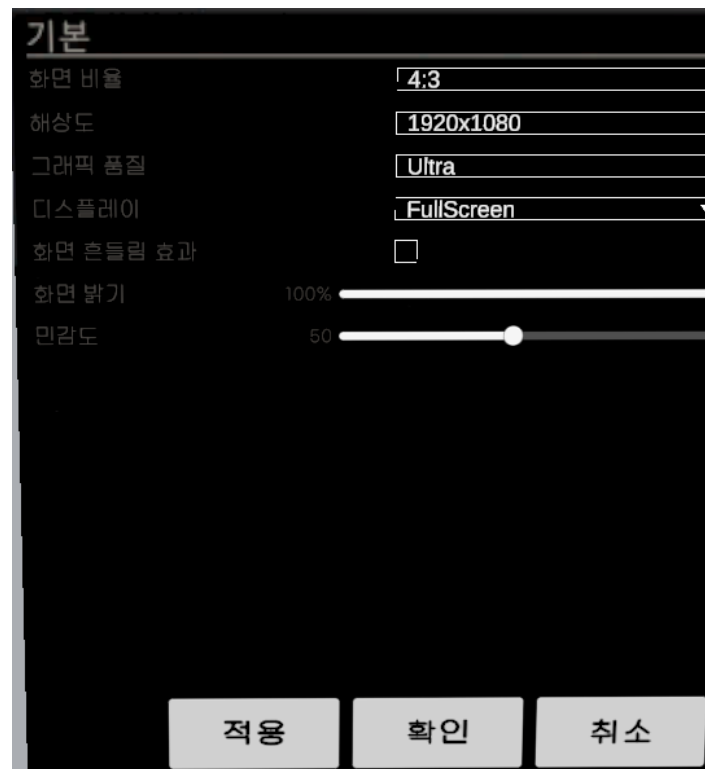 기본
화면 비율 4:3
해상도 1920x1080
그래픽 품질 Ultra
디스플레이 FullScreen
화면 흔들림 효과
화면 밝기 100%
민감도 50
적용 확인 취소